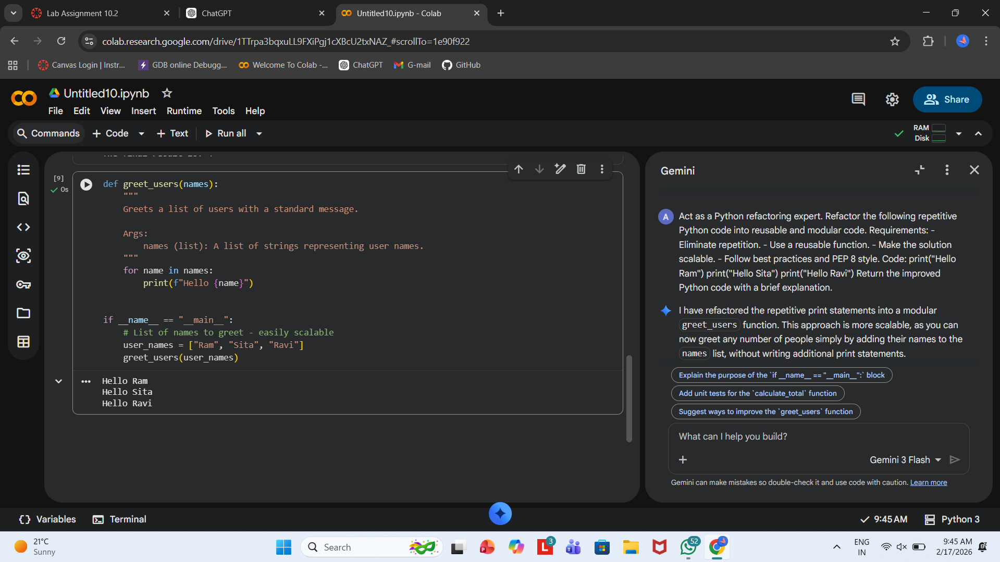 Lab Assignment 10.2
ChatGPT
Untitled10.ipynb - Colab
colab.research.google.com/drive/1TTrpa3bqxuLL9FXiPgj1cXBcU2txNAZ_#scrollTo=1e90f922
Canvas Login | Instr...
GDB online Debugg...
Welcome To Colab -...
ChatGPT
G-mail
GitHub
Untitled10.ipynb
File Edit View Insert Runtime Tools Help
Share
Commands
+ Code
+ Text
Run all
RAM
Disk
[9]
0s
def greet_users(names):
    """
    Greets a list of users with a standard message.
    Args:
        names (list): A list of strings representing user names.
    """
    for name in names:
        print(f"Hello {name}")
if __name__ == "__main__":
    # List of names to greet - easily scalable
    user_names = ["Ram", "Sita", "Ravi"]
    greet_users(user_names)
Hello Ram
Hello Sita
Hello Ravi
Gemini
A
Act as a Python refactoring expert. Refactor the following repetitive
Python code into reusable and modular code. Requirements: -
Eliminate repetition. - Use a reusable function. - Make the solution
scalable. - Follow best practices and PEP 8 style. Code: print("Hello
Ram") print("Hello Sita") print("Hello Ravi") Return the improved
Python code with a brief explanation.
I have refactored the repetitive print statements into a modular
greet_users function. This approach is more scalable, as you can
now greet any number of people simply by adding their names to the
names list, without writing additional print statements.
Explain the purpose of the `if __name__ == "__main__":` block
Add unit tests for the `calculate_total` function
Suggest ways to improve the `greet_users` function
What can I help you build?
Gemini 3 Flash
Gemini can make mistakes so double-check it and use code with caution. Learn more
Variables
Terminal
9:45 AM
Python 3
21°C
Sunny
Search
3
52
ENG
IN
9:45 AM
2/17/2026